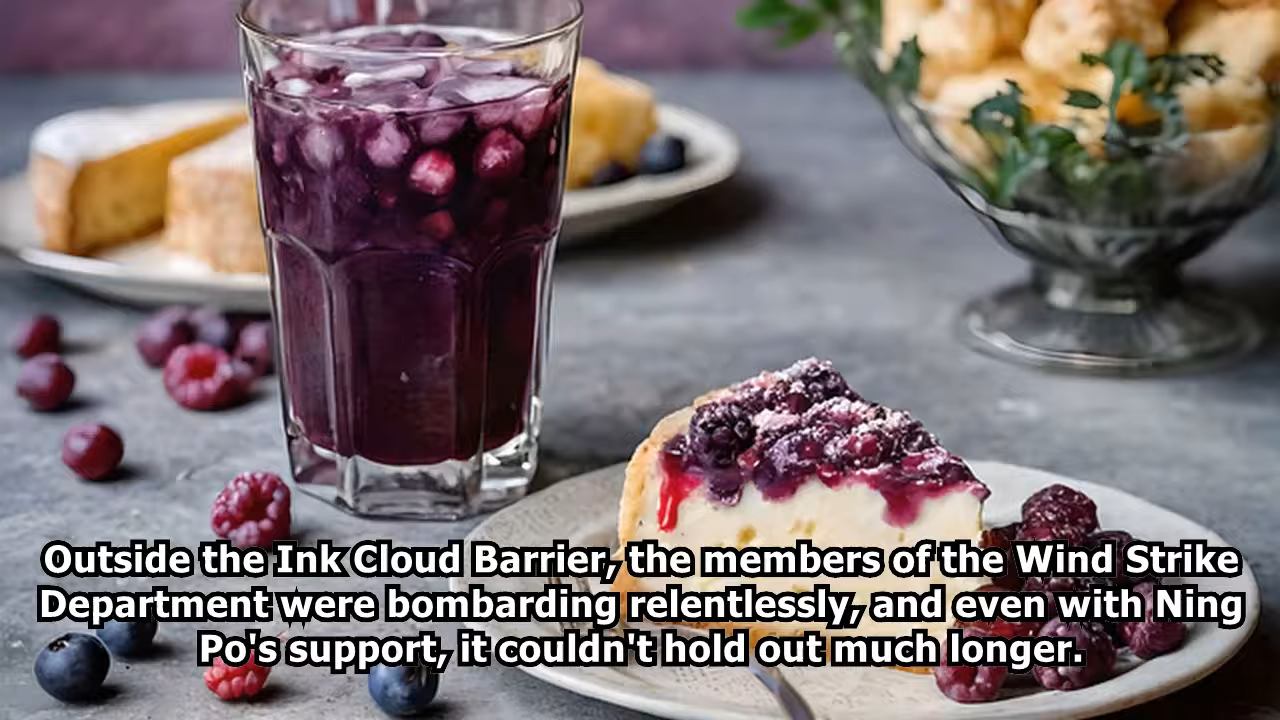 Outside the Ink Cloud Barrier, the members of the Wind Strike
Department were bombarding relentlessly, and even with Ning
Po's support, it couldn't hold out much longer.